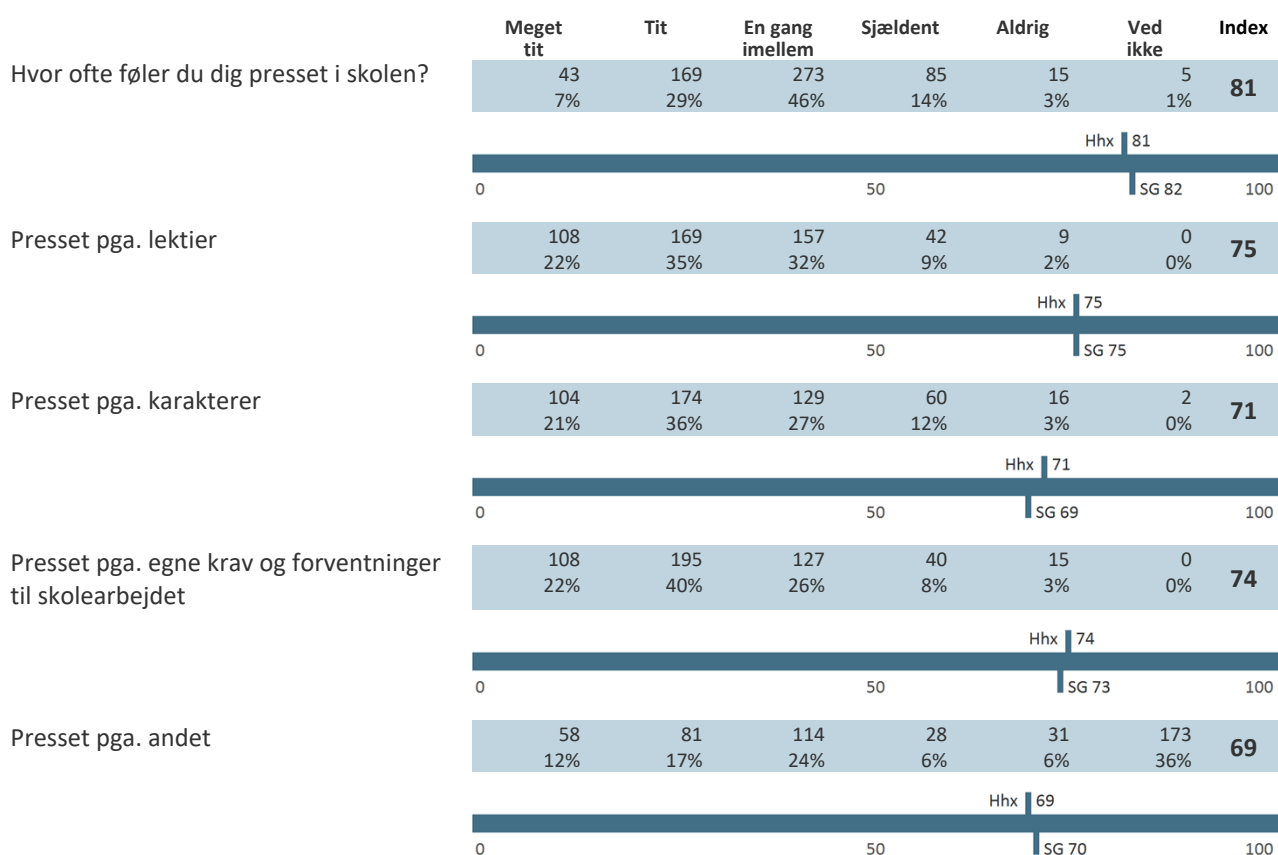 Meget tit Tit En gang imellem Sjældent Aldrig Ved ikke Index
Hvor ofte føler du dig presset i skolen?
43 169 273 85 15 5 81
7% 29% 46% 14% 3% 1%
Hhx 81
0 50 SG 82 100
Presset pga. lektier
108 169 157 42 9 0 75
22% 35% 32% 9% 2% 0%
Hhx 75
0 50 SG 75 100
Presset pga. karakterer
104 174 129 60 16 2 71
21% 36% 27% 12% 3% 0%
Hhx 71
0 50 SG 69 100
Presset pga. egne krav og forventninger
til skolearbejdet
108 195 127 40 15 0 74
22% 40% 26% 8% 3% 0%
Hhx 74
0 50 SG 73 100
Presset pga. andet
58 81 114 28 31 173 69
12% 17% 24% 6% 6% 36%
Hhx 69
0 50 SG 70 100